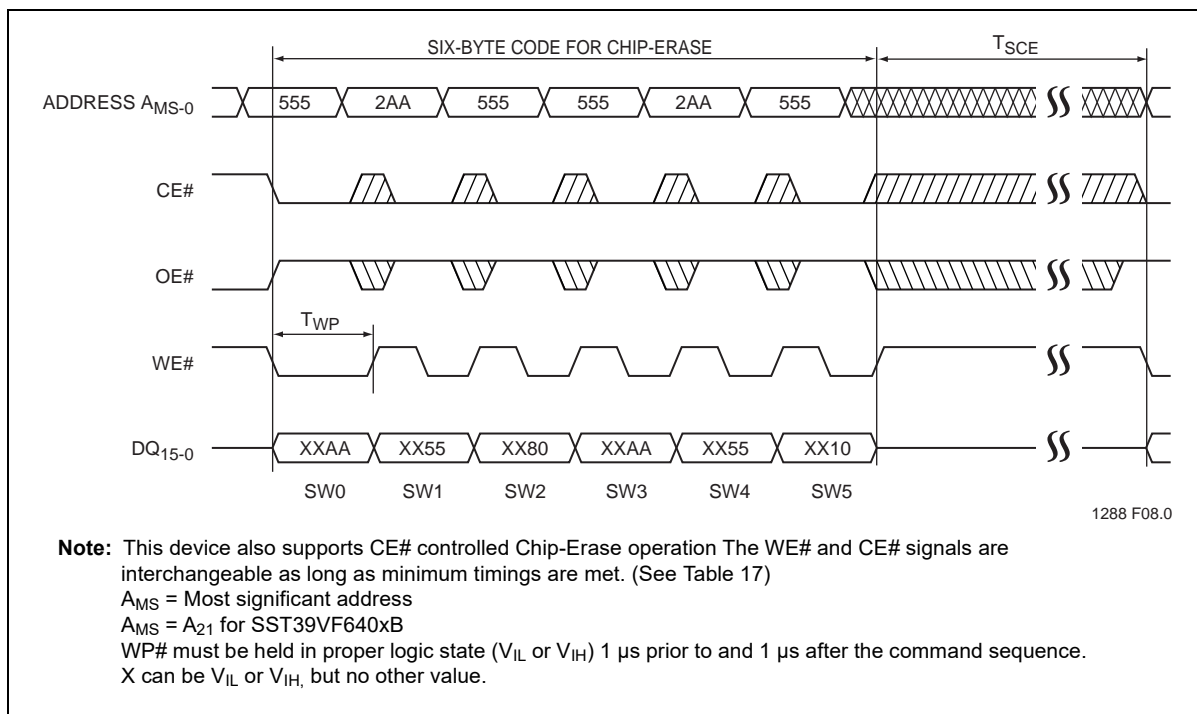 SIX-BYTE CODE FOR CHIP-ERASE TSCE
ADDRESS AMS-0 555 2AA 555 555 2AA 555
CE#
OE#
TWP
WE#
DQ15-0 XXAA XX55 XX80 XXAA XX55 XX10
SW0 SW1 SW2 SW3 SW4 SW5
1288 F08.0
Note: This device also supports CE# controlled Chip-Erase operation The WE# and CE# signals are
interchangeable as long as minimum timings are met. (See Table 17)
AMS = Most significant address
AMS = A21 for SST39VF640xB
WP# must be held in proper logic state (VIL or VIH) 1 µs prior to and 1 µs after the command sequence.
X can be VIL or VIH, but no other value.